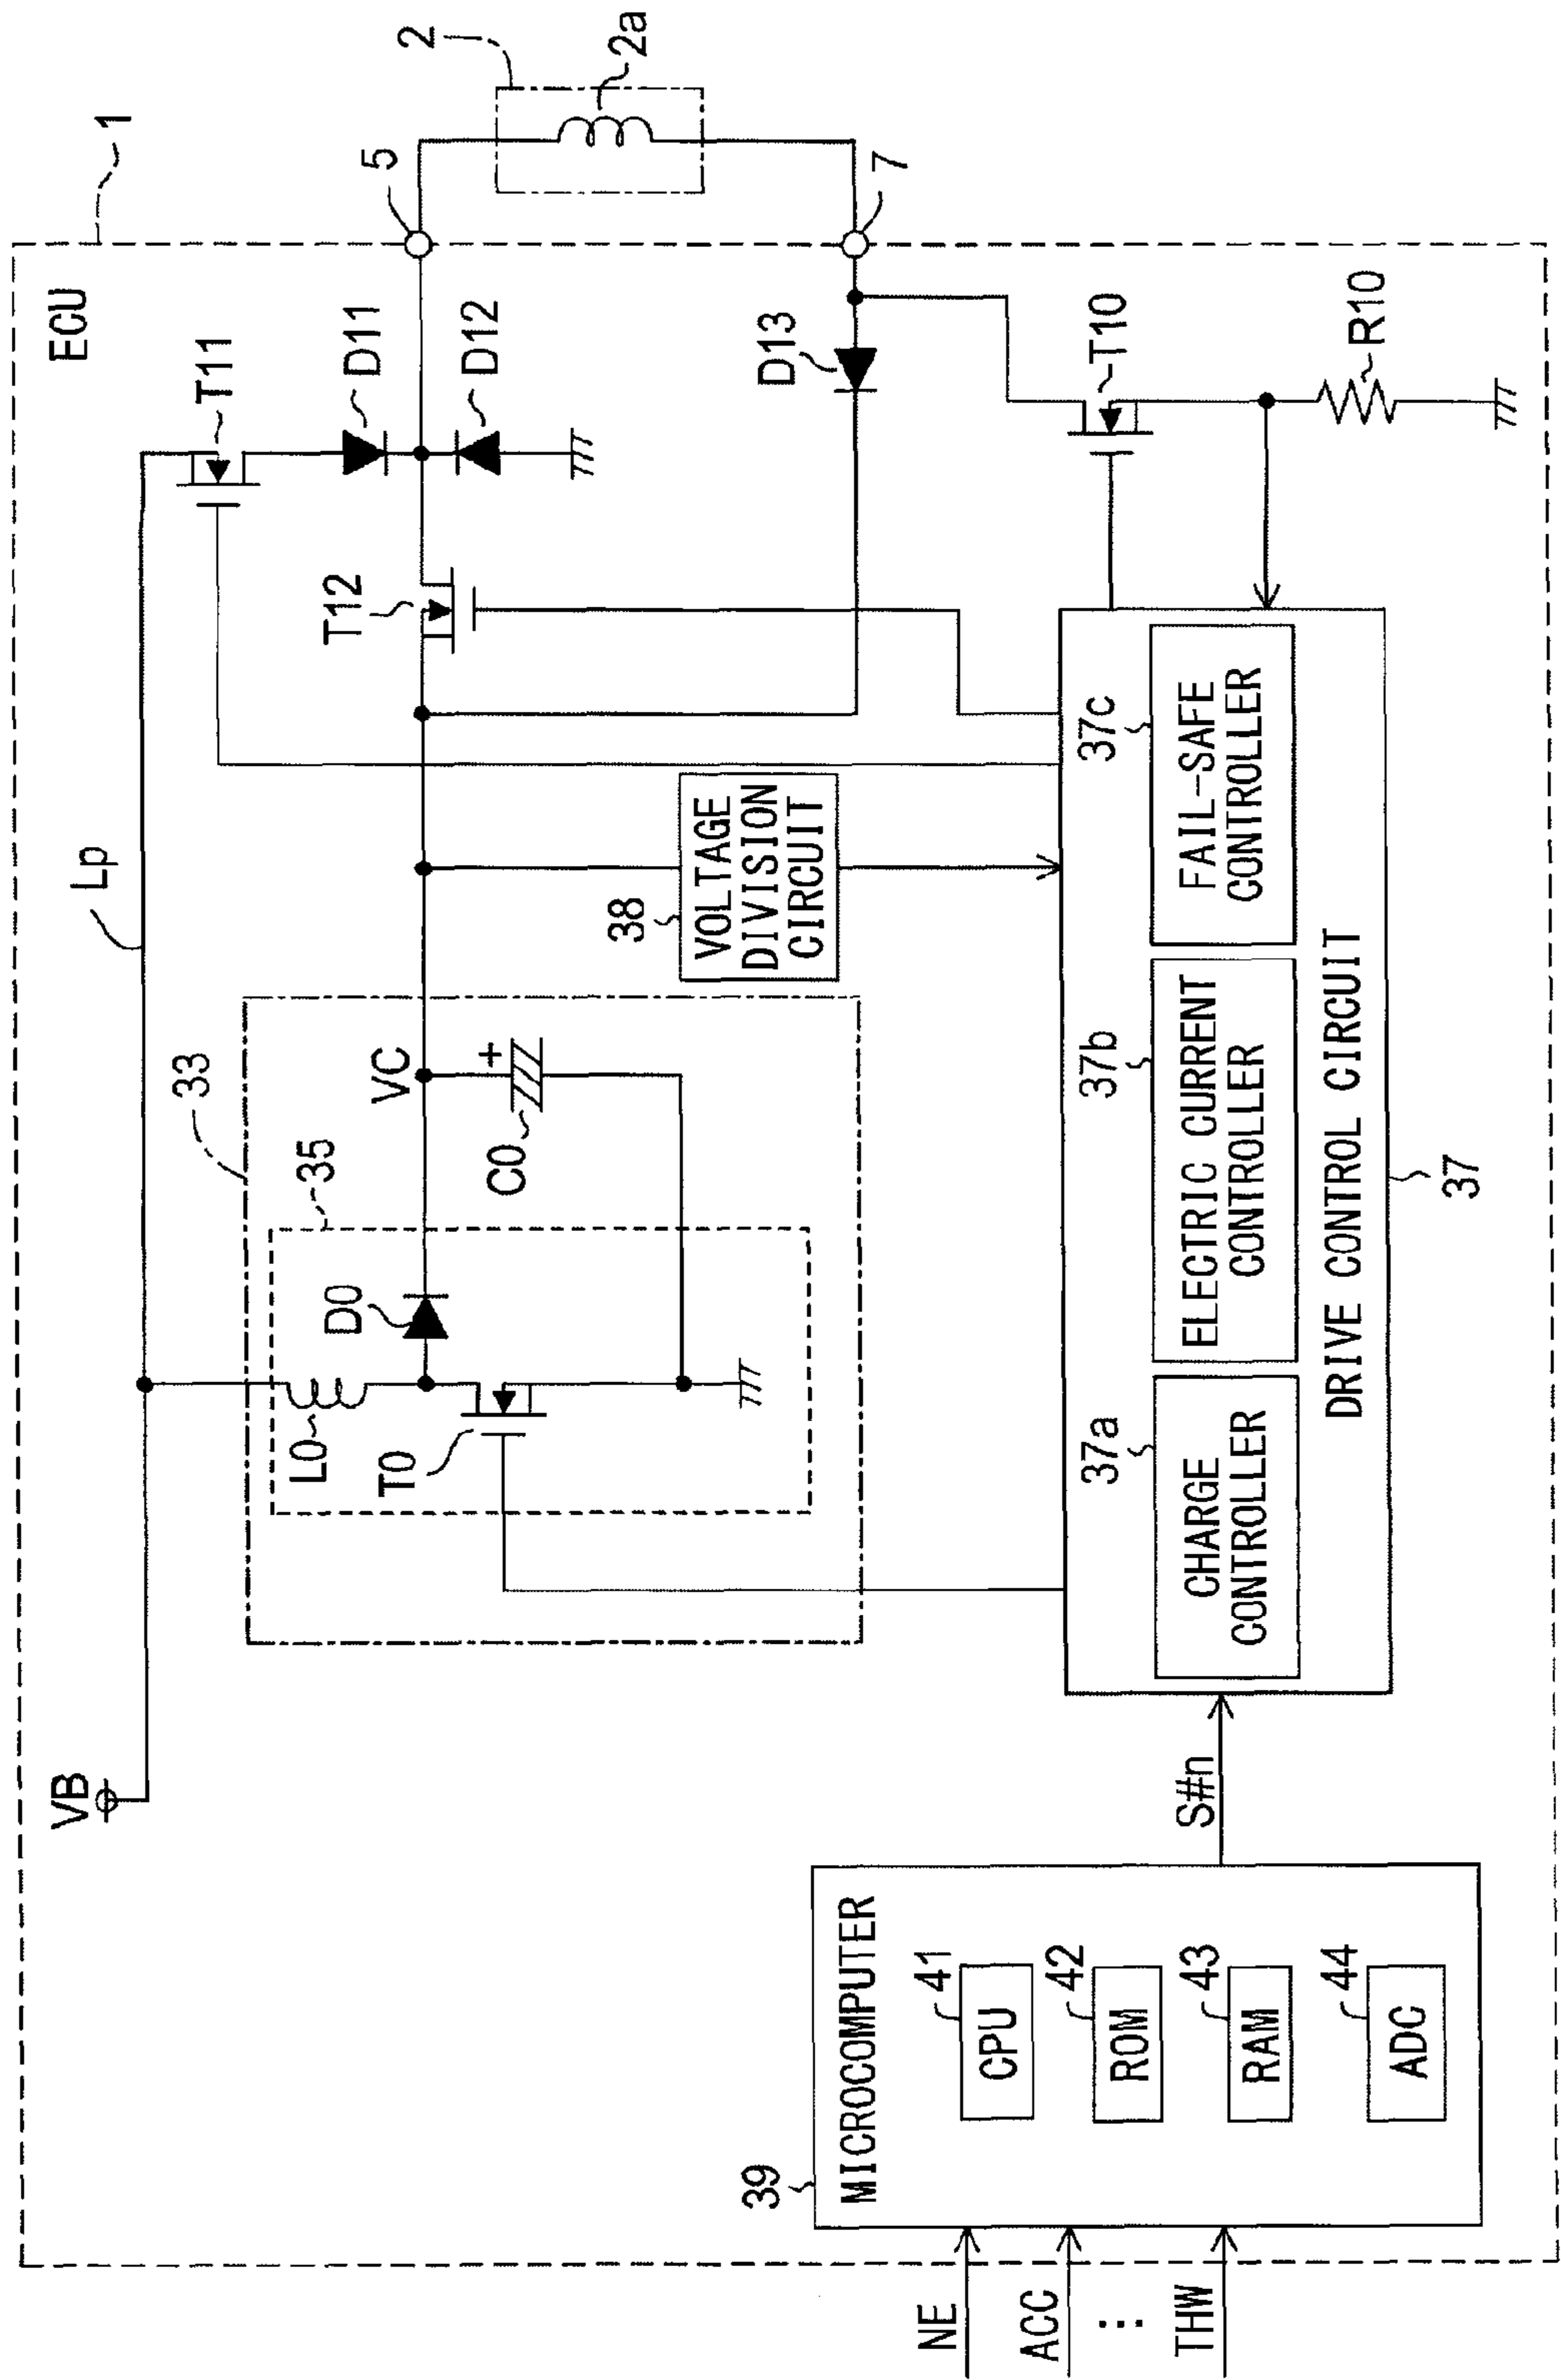 1
ECU
VB
Lp
T11
D11
D12
5
2
2a
T12
33
35
VC
+
L0
D0
T0
C0
38
VOLTAGE
DIVISION
CIRCUIT
D13
7
T10
R10
39
MICROCOMPUTER
41
CPU
42
ROM
43
RAM
44
ADC
NE
ACC
⋮
THW
S#n
37a
CHARGE
CONTROLLER
37b
ELECTRIC CURRENT
CONTROLLER
37c
FAIL-SAFE
CONTROLLER
DRIVE CONTROL CIRCUIT
37